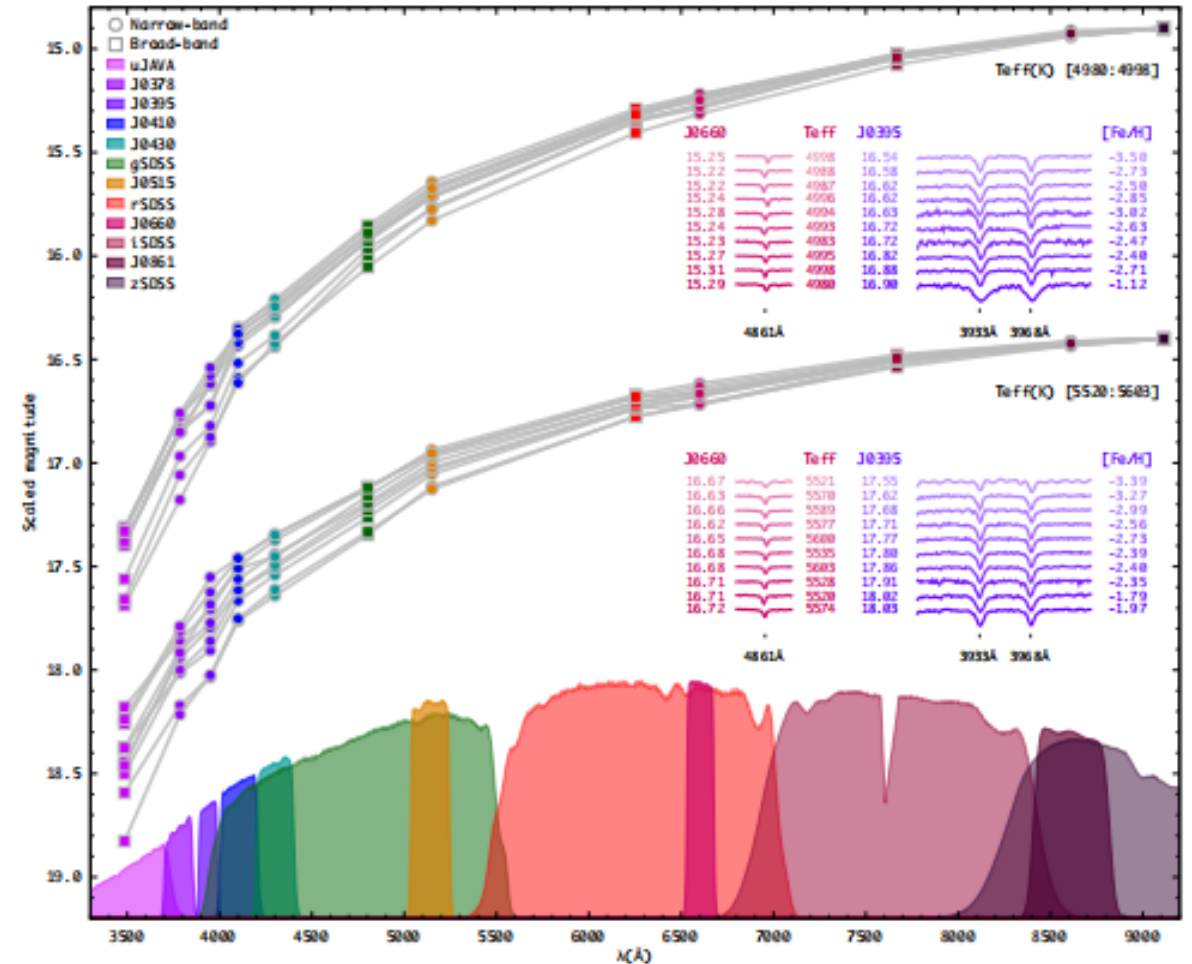 Narrow-band
Broad-band
uJAVA
J0378
J0395
J0410
J0430
gSDSS
J0515
rSDSS
J0660
iSDSS
J0861
zSDSS
Scaled magnitude
15.0
15.5
16.0
16.5
17.0
17.5
18.0
18.5
19.0
Teff(K) [4980:4998]
J0660 Teff J0395 [Fe/H]
15.25 4998 16.54 -3.50
15.22 4988 16.58 -2.73
15.22 4987 16.62 -2.50
15.24 4996 16.62 -2.85
15.28 4994 16.63 -3.02
15.24 4993 16.72 -2.63
15.23 4983 16.72 -2.47
15.27 4995 16.82 -2.40
15.31 4998 16.88 -2.71
15.29 4980 16.90 -1.12
4861Å 3933Å 3968Å
Teff(K) [5520:5603]
J0660 Teff J0395 [Fe/H]
16.67 5521 17.55 -3.39
16.63 5570 17.62 -3.27
16.66 5589 17.68 -2.99
16.62 5577 17.71 -2.56
16.65 5600 17.77 -2.73
16.68 5535 17.80 -2.39
16.68 5603 17.86 -2.40
16.71 5528 17.91 -2.35
16.71 5520 18.02 -1.79
16.72 5574 18.03 -1.97
4861Å 3933Å 3968Å
3500 4000 4500 5000 5500 6000 6500 7000 7500 8000 8500 9000
λ(Å)